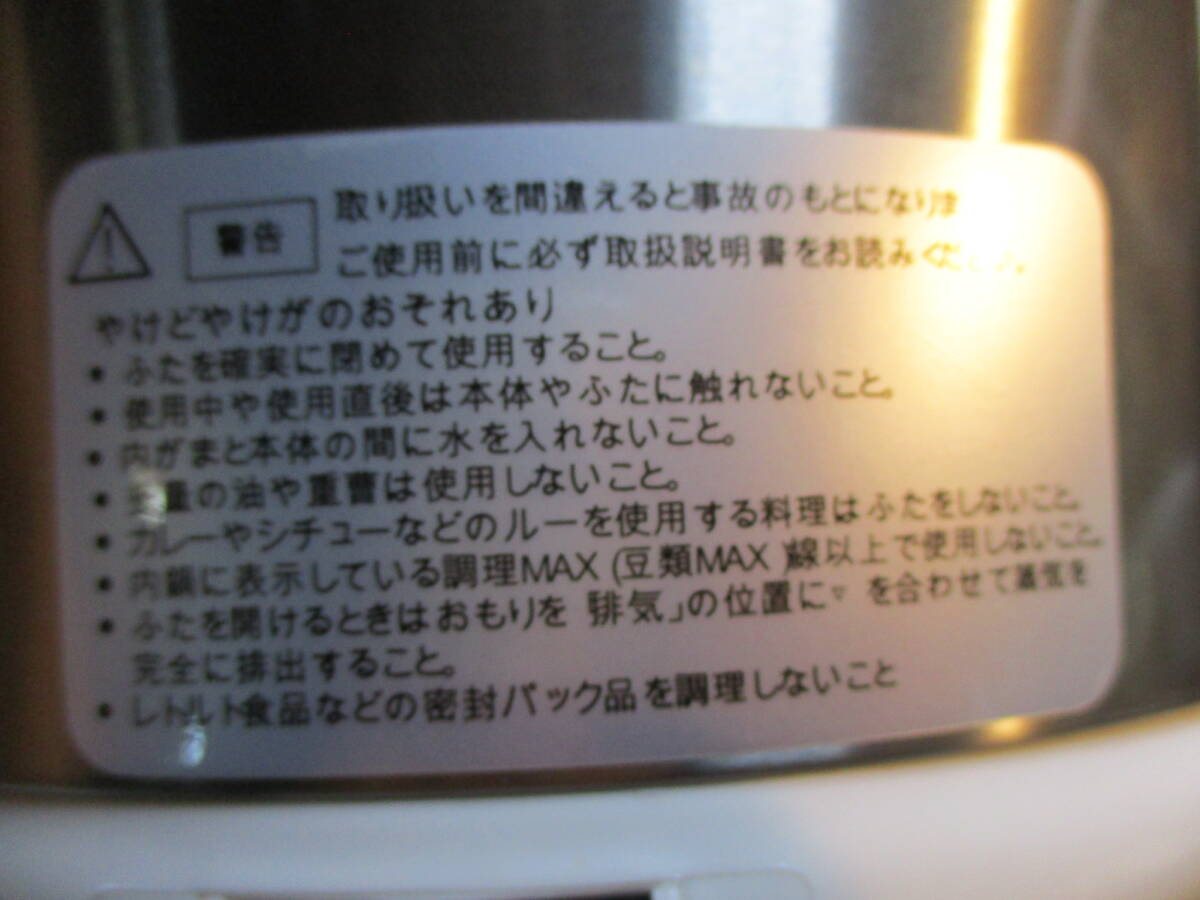 警告
取り扱いを間違えると事故のもとになりま
ご使用前に必ず取扱説明書をお読みください。
やけどやけがのおそれあり
• ふたを確実に閉めて使用すること。
• 使用中や使用直後は本体やふたに触れないこと。
• 内がまと本体の間に水を入れないこと。
• 量の油や重曹は使用しないこと。
• カレーやシチューなどのルーを使用する料理はふたをしないこと。
• 内鍋に表示している調理MAX (豆類MAX )線以上で使用しないこと。
• ふたを開けるときはおもりを「排気」の位置に▽ を合わせて蒸気を
完全に排出すること。
• レトルト食品などの密封パック品を調理しないこと